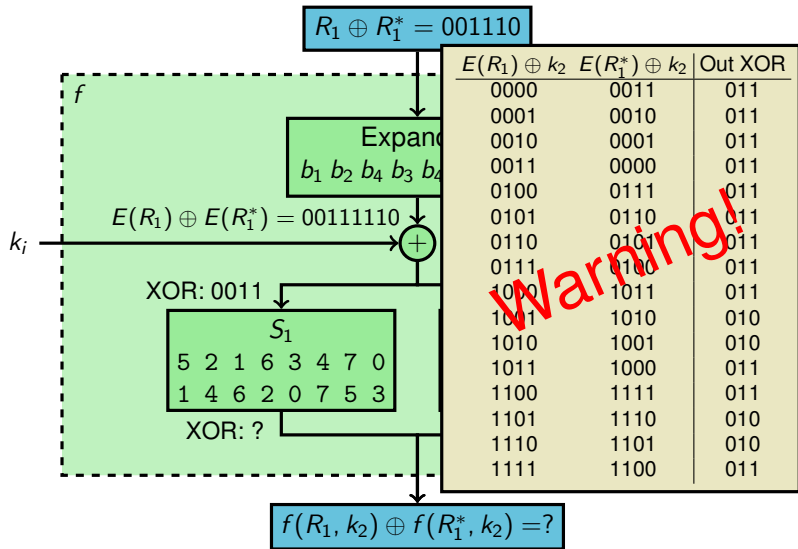 R₁ ⊕ R₁* = 001110
f
Expan
b₁ b₂ b₄ b₃ b₄
E(R₁) ⊕ E(R₁*) = 00111110
kᵢ
+
XOR: 0011
S₁
5 2 1 6 3 4 7 0
1 4 6 2 0 7 5 3
XOR: ?
f(R₁, k₂) ⊕ f(R₁*, k₂) =?
E(R₁) ⊕ k₂ E(R₁*) ⊕ k₂ Out XOR
0000 0011 011
0001 0010 011
0010 0001 011
0011 0000 011
0100 0111 011
0101 0110 011
0110 0101 011
0111 0100 011
1000 1011 011
1001 1010 010
1010 1001 010
1011 1000 011
1100 1111 011
1101 1110 010
1110 1101 010
1111 1100 011
Warning!